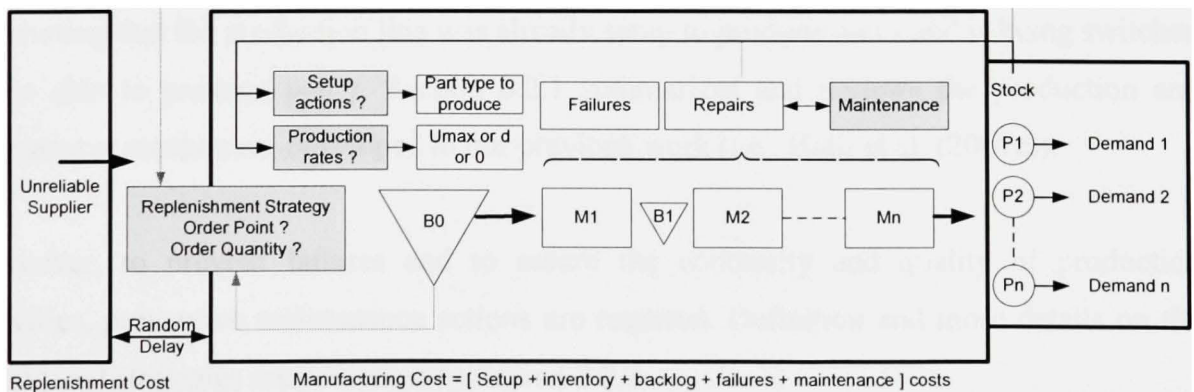 Setup
actions ?
Part type to
produce
Failures
Repairs
Maintenance
Stock
Production
rates ?
Umax or d
or 0
P1
Demand 1
Unreliable
Supplier
Replenishment Strategy
Order Point ?
Order Quantity ?
B0
M1
B1
M2
Mn
P2
Demand 2
Pn
Demand n
Random
Delay
Replenishment Cost
Manufacturing Cost = [ Setup + inventory + backlog + failures + maintenance ] costs